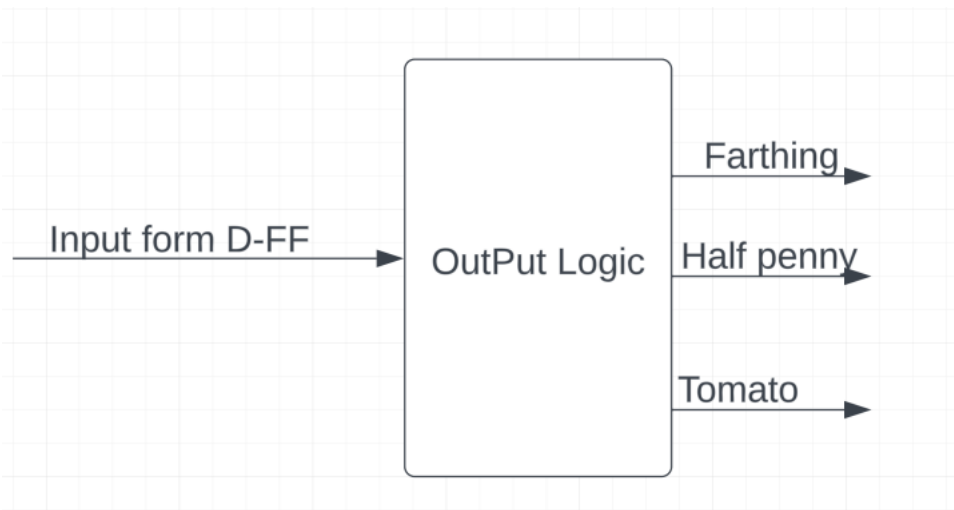 Farthing
Input form D-FF
OutPut Logic
Half penny
Tomato